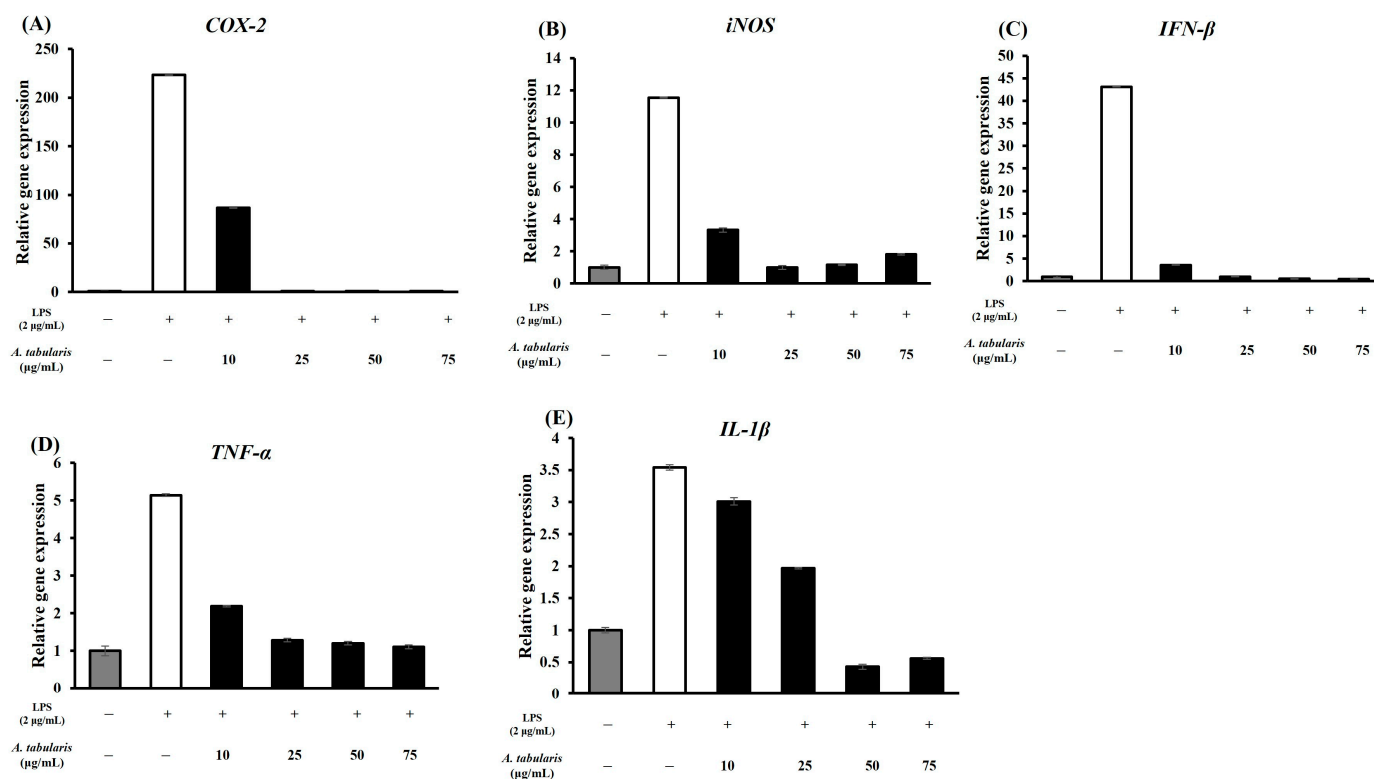 (A) COX-2
Relative gene expression
250
200
150
100
50
0
LPS
(2 µg/mL) – + + + + +
A. tabularis
(µg/mL) – – 10 25 50 75
(B) iNOS
Relative gene expression
14
12
10
8
6
4
2
0
LPS
(2 µg/mL) – + + + + +
A. tabularis
(µg/mL) – – 10 25 50 75
(C) IFN-β
Relative gene expression
50
45
40
35
30
25
20
15
10
5
0
LPS
(2 µg/mL) – + + + + +
A. tabularis
(µg/mL) – – 10 25 50 75
(D) TNF-α
Relative gene expression
6
5
4
3
2
1
0
LPS
(2 µg/mL) – + + + + +
A. tabularis
(µg/mL) – – 10 25 50 75
(E) IL-1β
Relative gene expression
4
3.5
3
2.5
2
1.5
1
0.5
0
LPS
(2 µg/mL) – + + + + +
A. tabularis
(µg/mL) – – 10 25 50 75